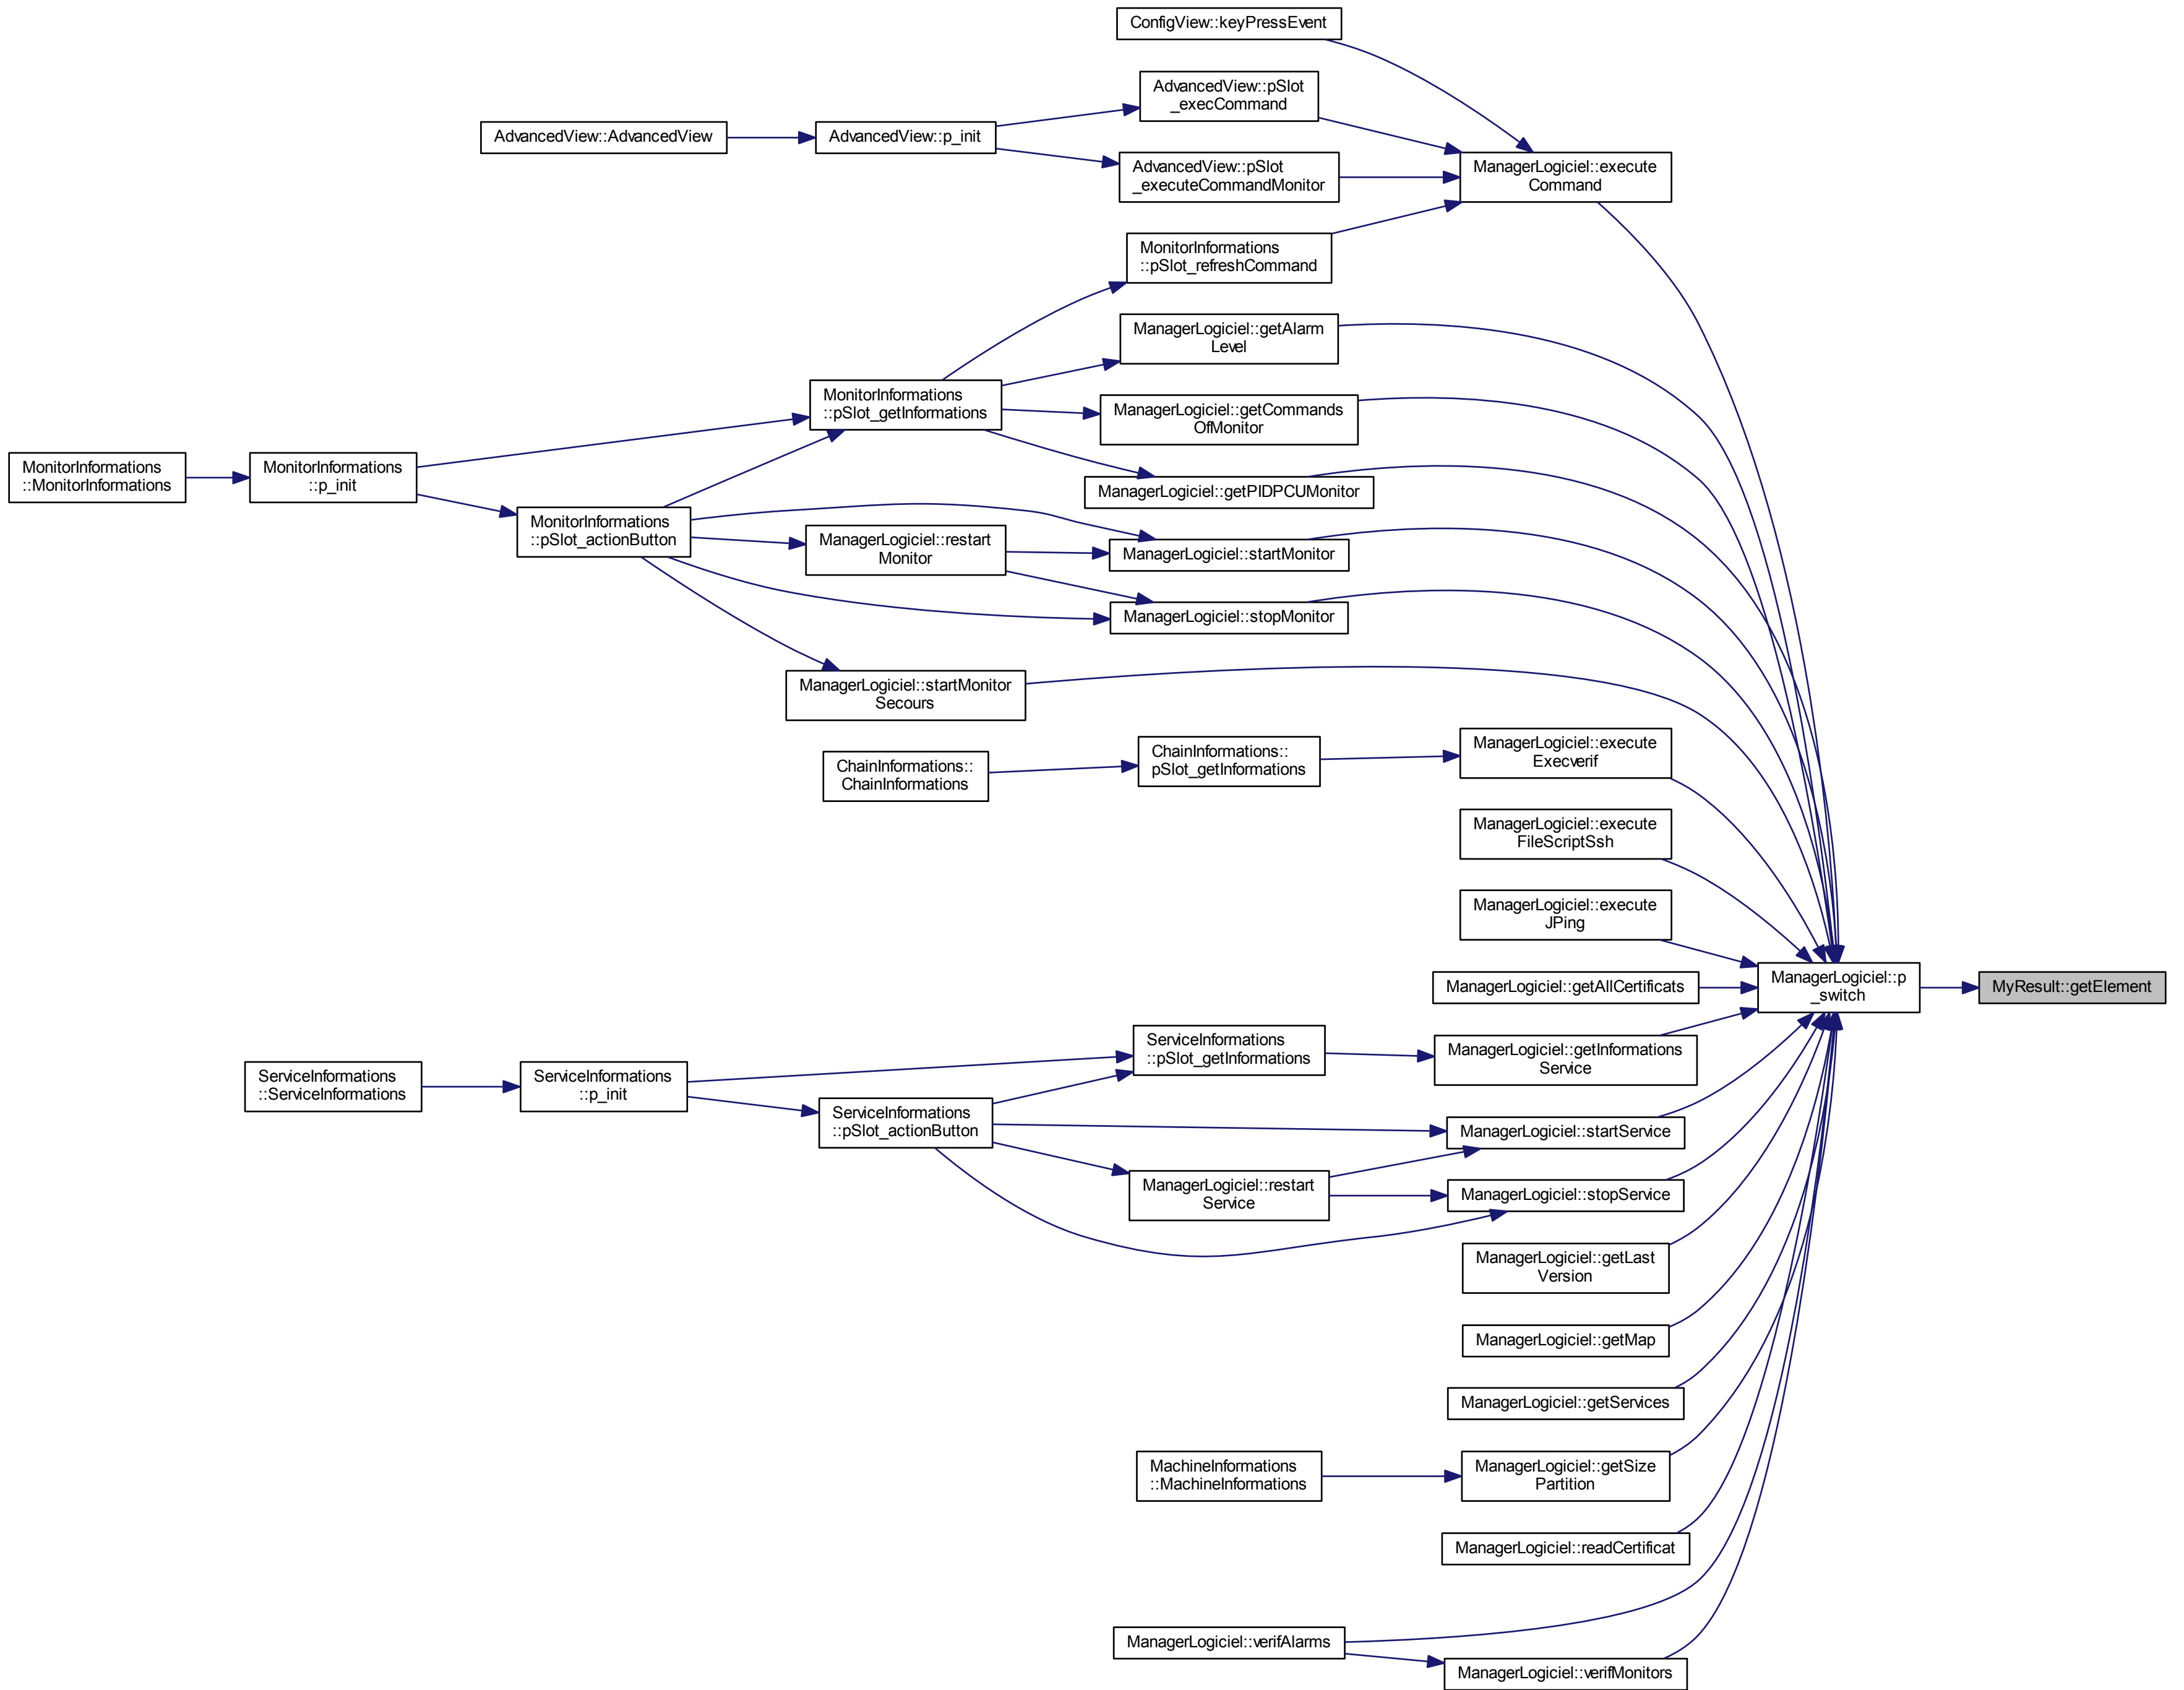 ConfigView::keyPressEvent
AdvancedView::pSlot
_execCommand
AdvancedView::AdvancedView
AdvancedView::p_init
AdvancedView::pSlot
_executeCommandMonitor
ManagerLogiciel::execute
Command
MonitorInformations
::pSlot_refreshCommand
ManagerLogiciel::getAlarm
Level
MonitorInformations
::pSlot_getInformations
ManagerLogiciel::getCommands
OfMonitor
MonitorInformations
::MonitorInformations
MonitorInformations
::p_init
ManagerLogiciel::getPIDPCUMonitor
MonitorInformations
::pSlot_actionButton
ManagerLogiciel::restart
Monitor
ManagerLogiciel::startMonitor
ManagerLogiciel::stopMonitor
ManagerLogiciel::startMonitor
Secours
ChainInformations::
ChainInformations
ChainInformations::
pSlot_getInformations
ManagerLogiciel::execute
Execverif
ManagerLogiciel::execute
FileScriptSsh
ManagerLogiciel::execute
JPing
ManagerLogiciel::getAllCertificats
ManagerLogiciel::p
_switch
MyResult::getElement
ServiceInformations
::pSlot_getInformations
ManagerLogiciel::getInformations
Service
ServiceInformations
::ServiceInformations
ServiceInformations
::p_init
ServiceInformations
::pSlot_actionButton
ManagerLogiciel::startService
ManagerLogiciel::restart
Service
ManagerLogiciel::stopService
ManagerLogiciel::getLast
Version
ManagerLogiciel::getMap
ManagerLogiciel::getServices
MachineInformations
::MachineInformations
ManagerLogiciel::getSize
Partition
ManagerLogiciel::readCertificat
ManagerLogiciel::verifAlarms
ManagerLogiciel::verifMonitors